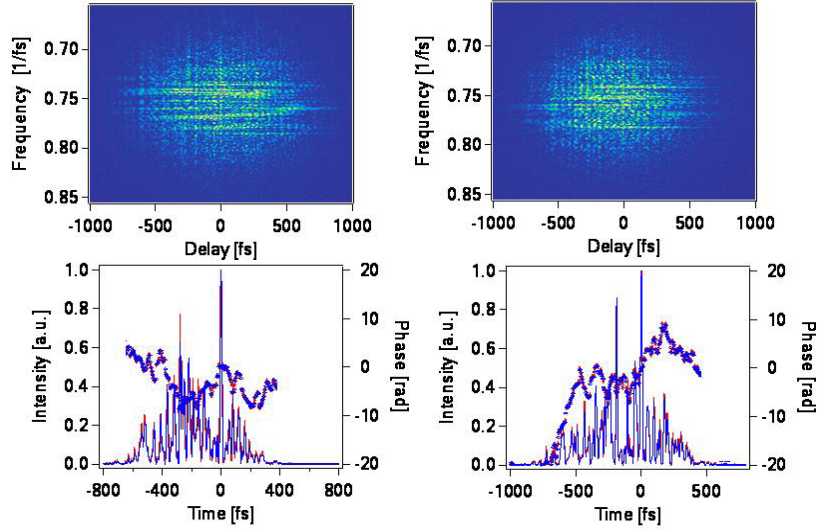 Frequency [1/fs]
0.70
0.75
0.80
0.85
-1000 -500 0 500 1000
Delay [fs]
Frequency [1/fs]
0.70
0.75
0.80
0.85
-1000 -500 0 500 1000
Delay [fs]
Intensity [a.u.]
1.0
0.8
0.6
0.4
0.2
0.0
20
10
0
-10
-20
Phase [rad]
-800 -400 0 400 800
Time [fs]
Intensity [a.u.]
1.0
0.8
0.6
0.4
0.2
0.0
20
10
0
-10
-20
Phase [rad]
-1000 -500 0 500
Time [fs]